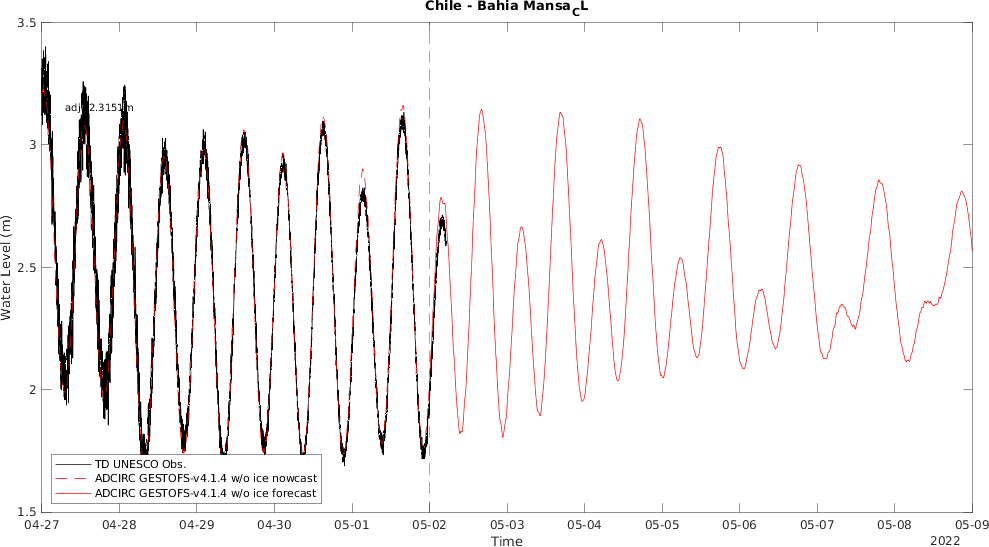 Chile - Bahia Mansa_CL
3.5
3
2.5
2
1.5
Water Level (m)
TD UNESCO Obs.
ADCIRC GESTOFS-v4.1.4 w/o ice nowcast
ADCIRC GESTOFS-v4.1.4 w/o ice forecast
04-27 04-28 04-29 04-30 05-01 05-02 05-03 05-04 05-05 05-06 05-07 05-08 05-09
Time
2022